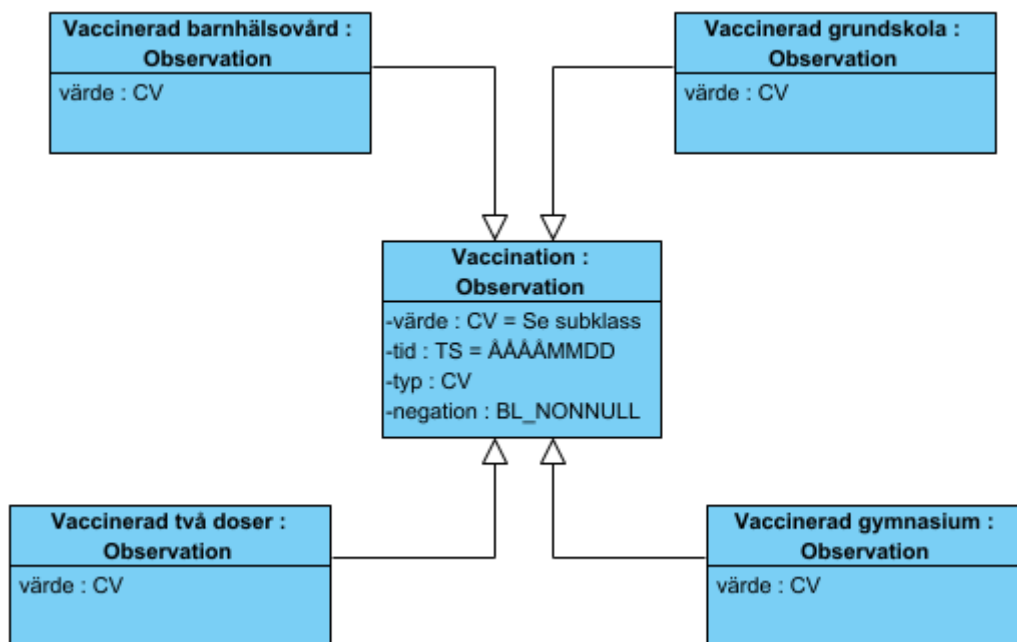 Vaccinerad barnhälsovård :
Observation
värde : CV
Vaccinerad grundskola :
Observation
värde : CV
Vaccination :
Observation
-värde : CV = Se subklass
-tid : TS = ÅÅÅÅMMDD
-typ : CV
-negation : BL_NONNULL
Vaccinerad två doser :
Observation
värde : CV
Vaccinerad gymnasium :
Observation
värde : CV